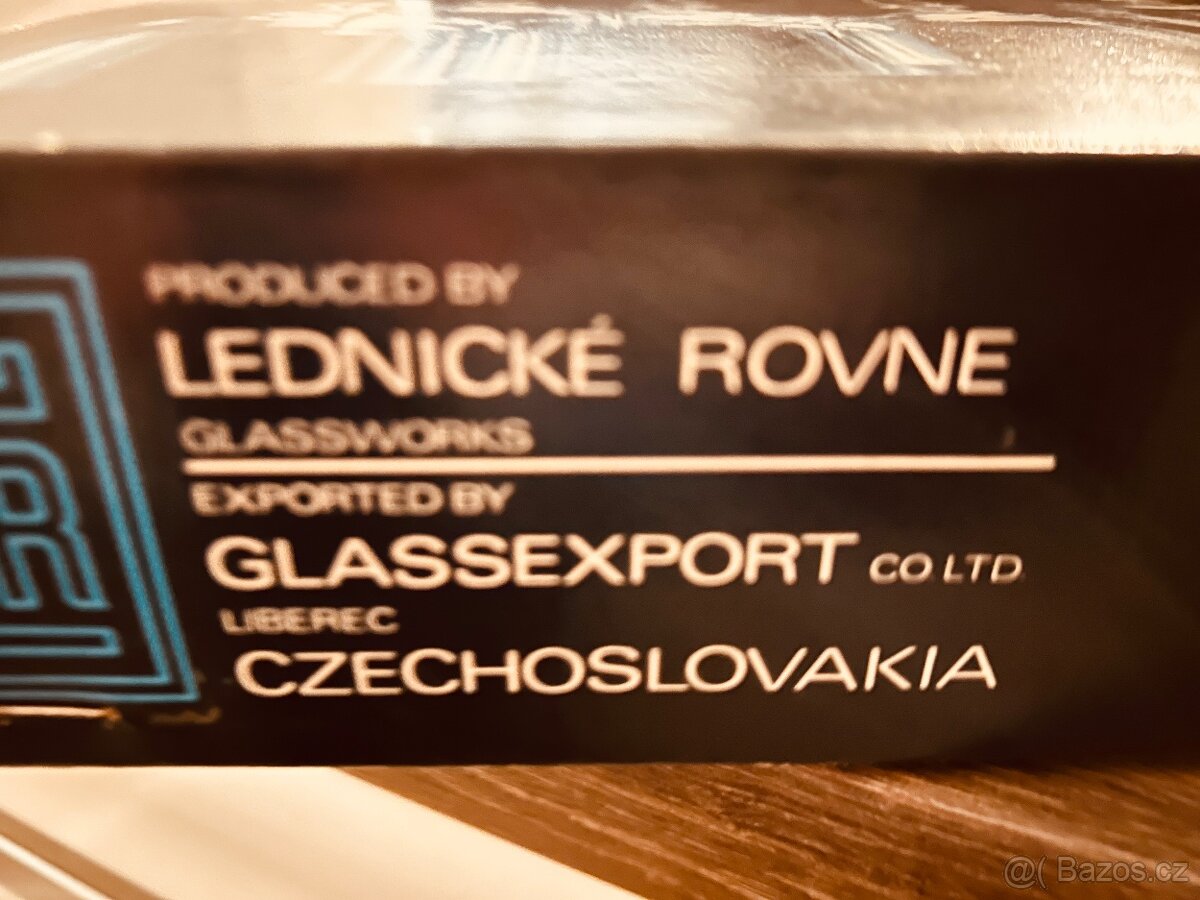 PRODUCED BY
LEDNICKÉ ROVNE
GLASSWORKS
EXPORTED BY
GLASSEXPORT CO. LTD.
LIBEREC
CZECHOSLOVAKIA
@( Bazos.cz